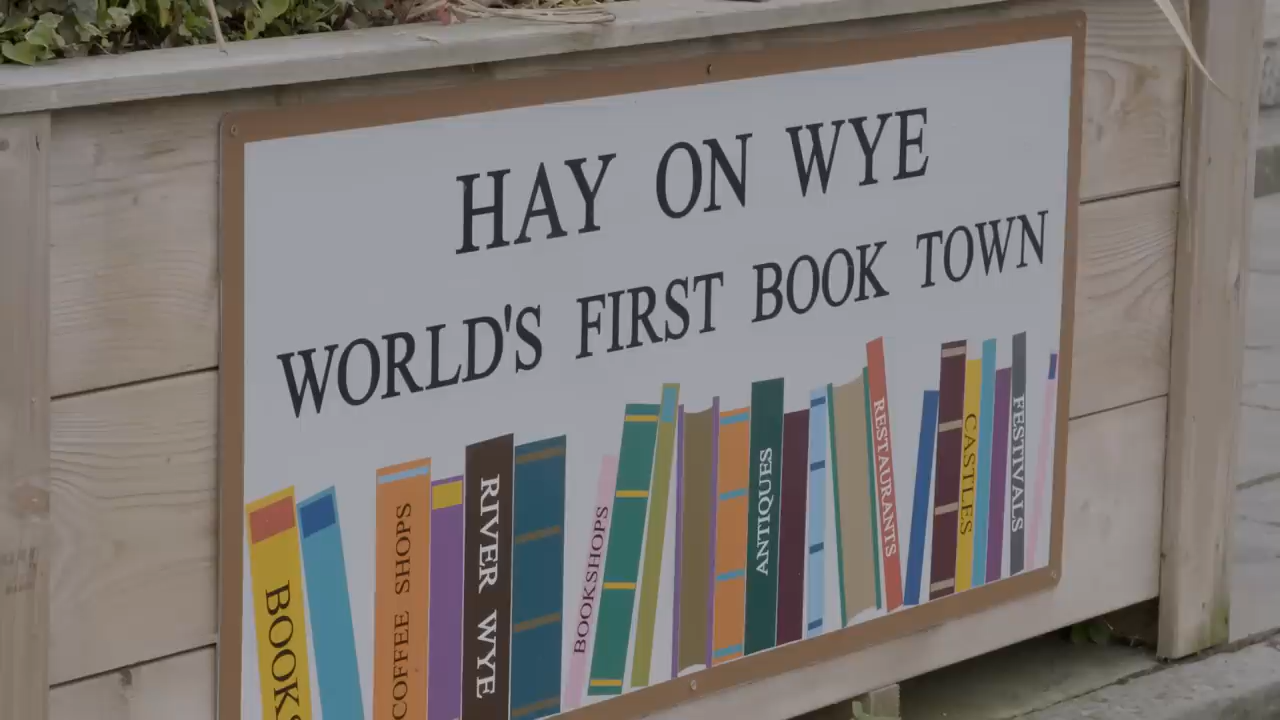 HAY ON WYE
WORLD'S FIRST BOOK TOWN
BOOKS
COFFEE SHOPS
RIVER WYE
BOOKSHOPS
ANTIQUES
RESTAURANTS
CASTLES
FESTIVALS